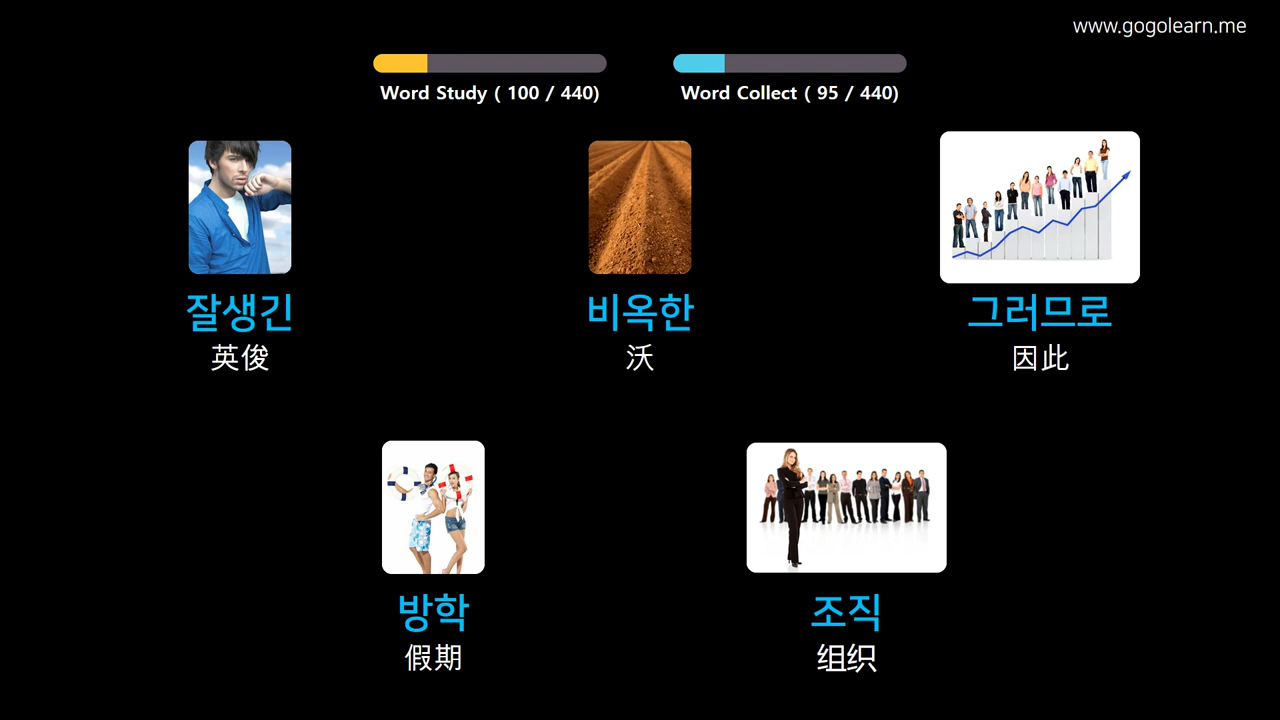 www.gogolearn.me
Word Study ( 100 / 440)
Word Collect ( 95 / 440)
잘생긴
英俊
비옥한
沃
그러므로
因此
방학
假期
조직
组织